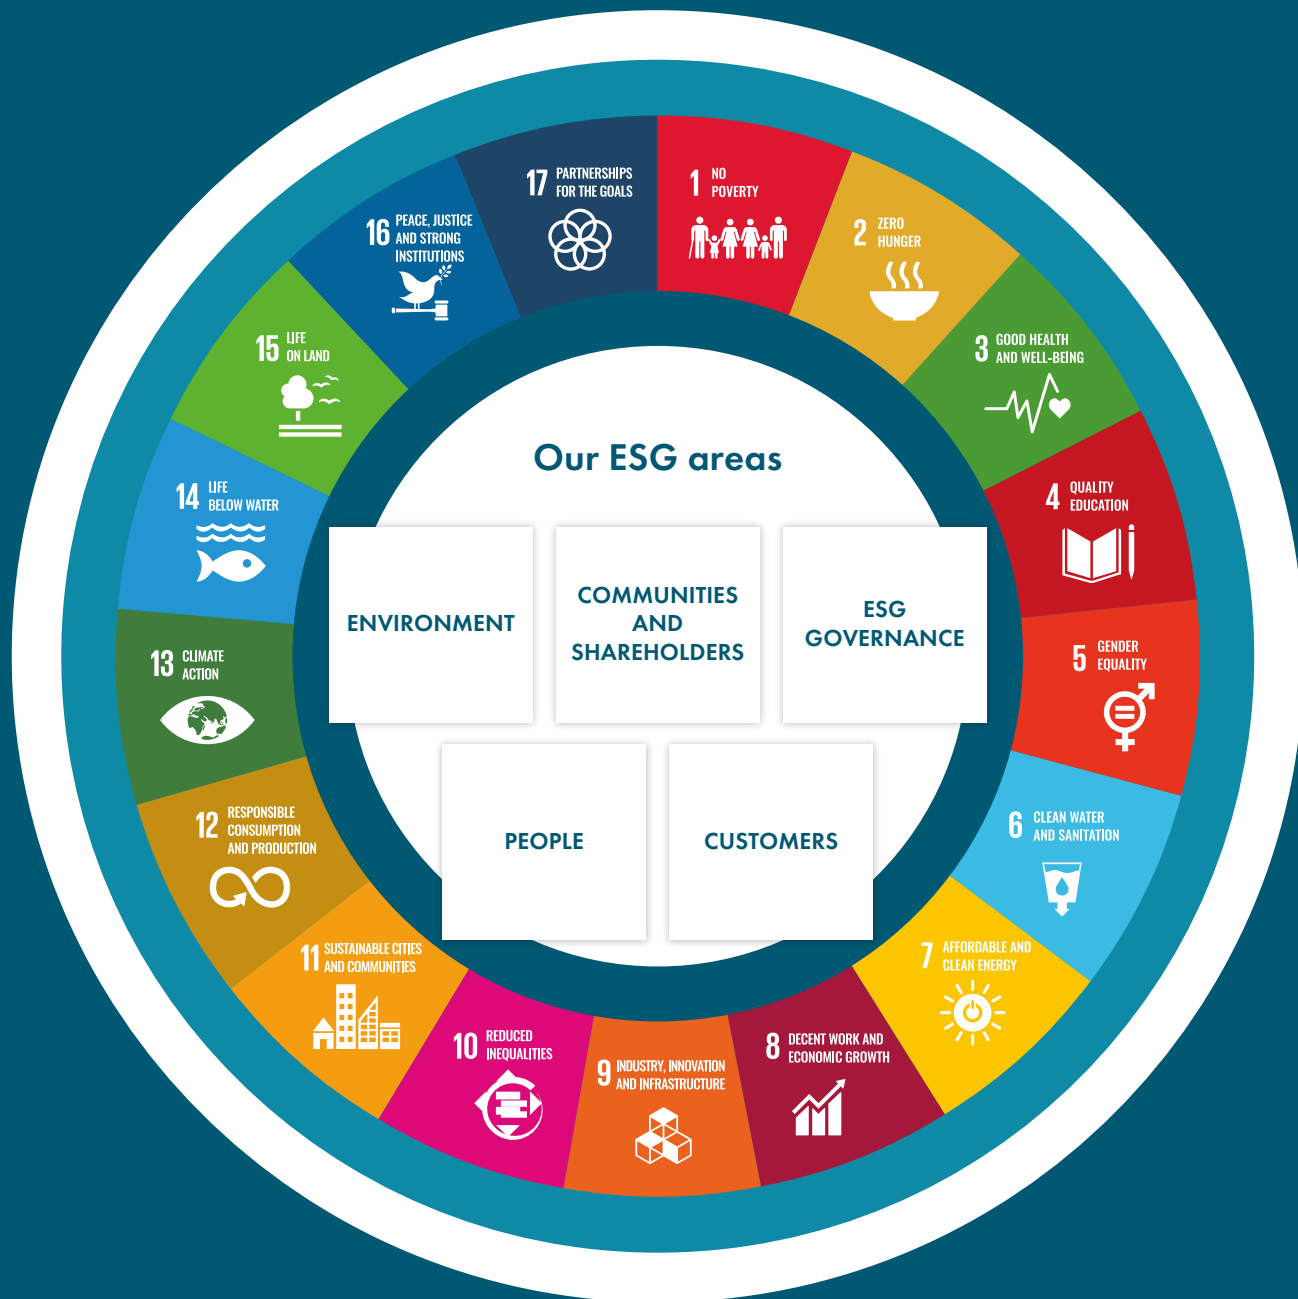 17 PARTNERSHIPS
FOR THE GOALS
1 NO
POVERTY
2 ZERO
HUNGER
3 GOOD HEALTH
AND WELL-BEING
4 QUALITY
EDUCATION
5 GENDER
EQUALITY
6 CLEAN WATER
AND SANITATION
7 AFFORDABLE AND
CLEAN ENERGY
8 DECENT WORK AND
ECONOMIC GROWTH
9 INDUSTRY, INNOVATION
AND INFRASTRUCTURE
10 REDUCED
INEQUALITIES
11 SUSTAINABLE CITIES
AND COMMUNITIES
12 RESPONSIBLE
CONSUMPTION
AND PRODUCTION
13 CLIMATE
ACTION
14 LIFE
BELOW WATER
15 LIFE
ON LAND
16 PEACE, JUSTICE
AND STRONG
INSTITUTIONS
Our ESG areas
ENVIRONMENT
COMMUNITIES
AND
SHAREHOLDERS
ESG
GOVERNANCE
PEOPLE
CUSTOMERS